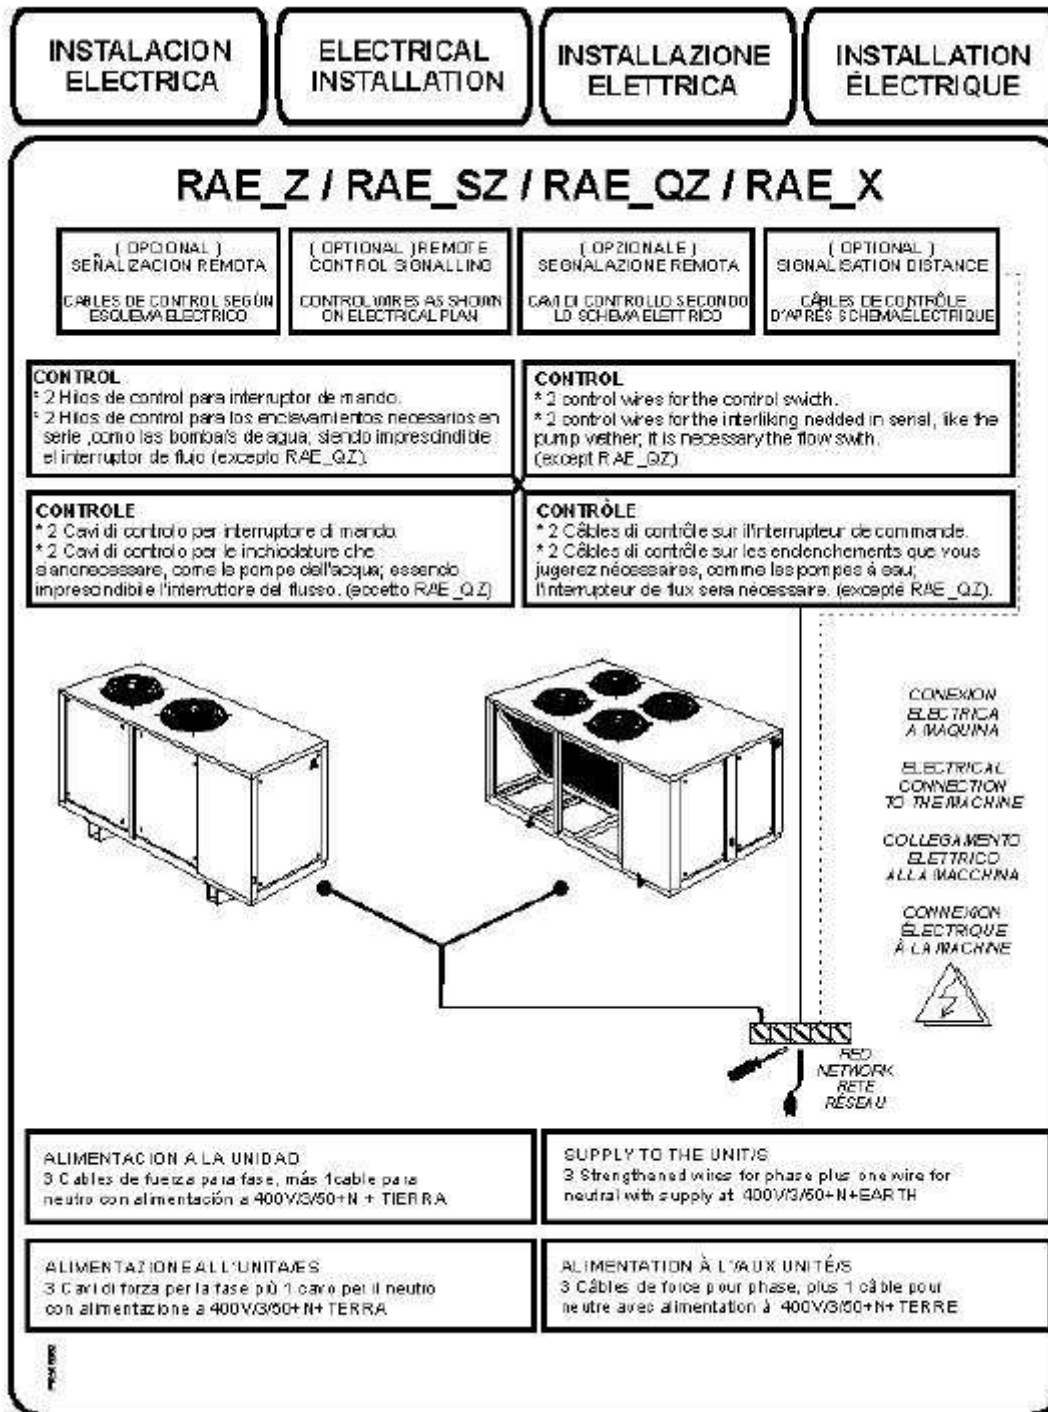 INSTALACION
ELECTRICA
ELECTRICAL
INSTALLATION
INSTALLAZIONE
ELETTRICA
INSTALLATION
ÉLECTRIQUE
RAE_Z / RAE_SZ / RAE_QZ / RAE_X
( OPCIONAL )
SEÑALIZACION REMOTA
CABLES DE CONTROL SEGÚN
ESQUEMA ELECTRICO
( OPTIONAL ) REMOTE
CONTROL SIGNALLING
CONTROL WIRES AS SHOWN
ON ELECTRICAL PLAN
( OPZIONALE )
SEGNALAZIONE REMOTA
CAVI DI CONTROLLO SECONDO
LO SCHEMA ELETTRICO
( OPTIONAL )
SIGNALISATION DISTANCE
CÂBLES DE CONTRÔLE
D'APRÉS SCHEMA ÉLECTRIQUE
CONTROL
* 2 Hilos de control para interruptor de mando.
* 2 Hilos de control para los enclavamientos necesarios en
serie ,como las bomba/s de agua; siendo imprescindible
el interruptor de flujo (excepto RAE_QZ).
CONTROL
* 2 control wires for the control swicth.
* 2 control wires for the interliking nedded in serial, like the
pump wether; it is necessary the flow swith.
(except RAE_QZ).
CONTROLE
* 2 Cavi di controlo per interruptore di mando.
* 2 Cavi di controlo per le inchiodature che
sianonecessare, come le pompe dell'acqua; essendo
imprescindibile l'interruttore del flusso. (eccetto RAE_QZ)
CONTRÔLE
* 2 Câbles di contrôle sur l'interrupteur de commande.
* 2 Câbles di contrôle sur les enclenchements que vous
jugerez nécessaires, comme les pompes à eau;
l'interrupteur de flux sera nécessaire. (excepté RAE_QZ).
CONEXION
ELECTRICA
A MAQUINA
ELECTRICAL
CONNECTION
TO THE MACHINE
COLLEGAMENTO
ELETTRICO
ALLA MACCHINA
CONNEXION
ÉLECTRIQUE
À LA MACHINE
RED
NETWORK
RETE
RÉSEAU
ALIMENTACION A LA UNIDAD
3 Cables de fuerza para fase, más 1cable para
neutro con alimentación a 400V/3/50+N + TIERRA
SUPPLY TO THE UNIT/S
3 Strengthened wires for phase plus one wire for
neutral with supply at 400V/3/50+N+EARTH
ALIMENTAZIONE ALL'UNITA/ES
3 Cavi di forza per la fase più 1 cavo per il neutro
con alimentazione a 400V/3/50+N+ TERRA
ALIMENTATION À L'/AUX UNITÉ/S
3 Câbles de force pour phase, plus 1 câble pour
neutre avec alimentation à 400V/3/50+N+ TERRE